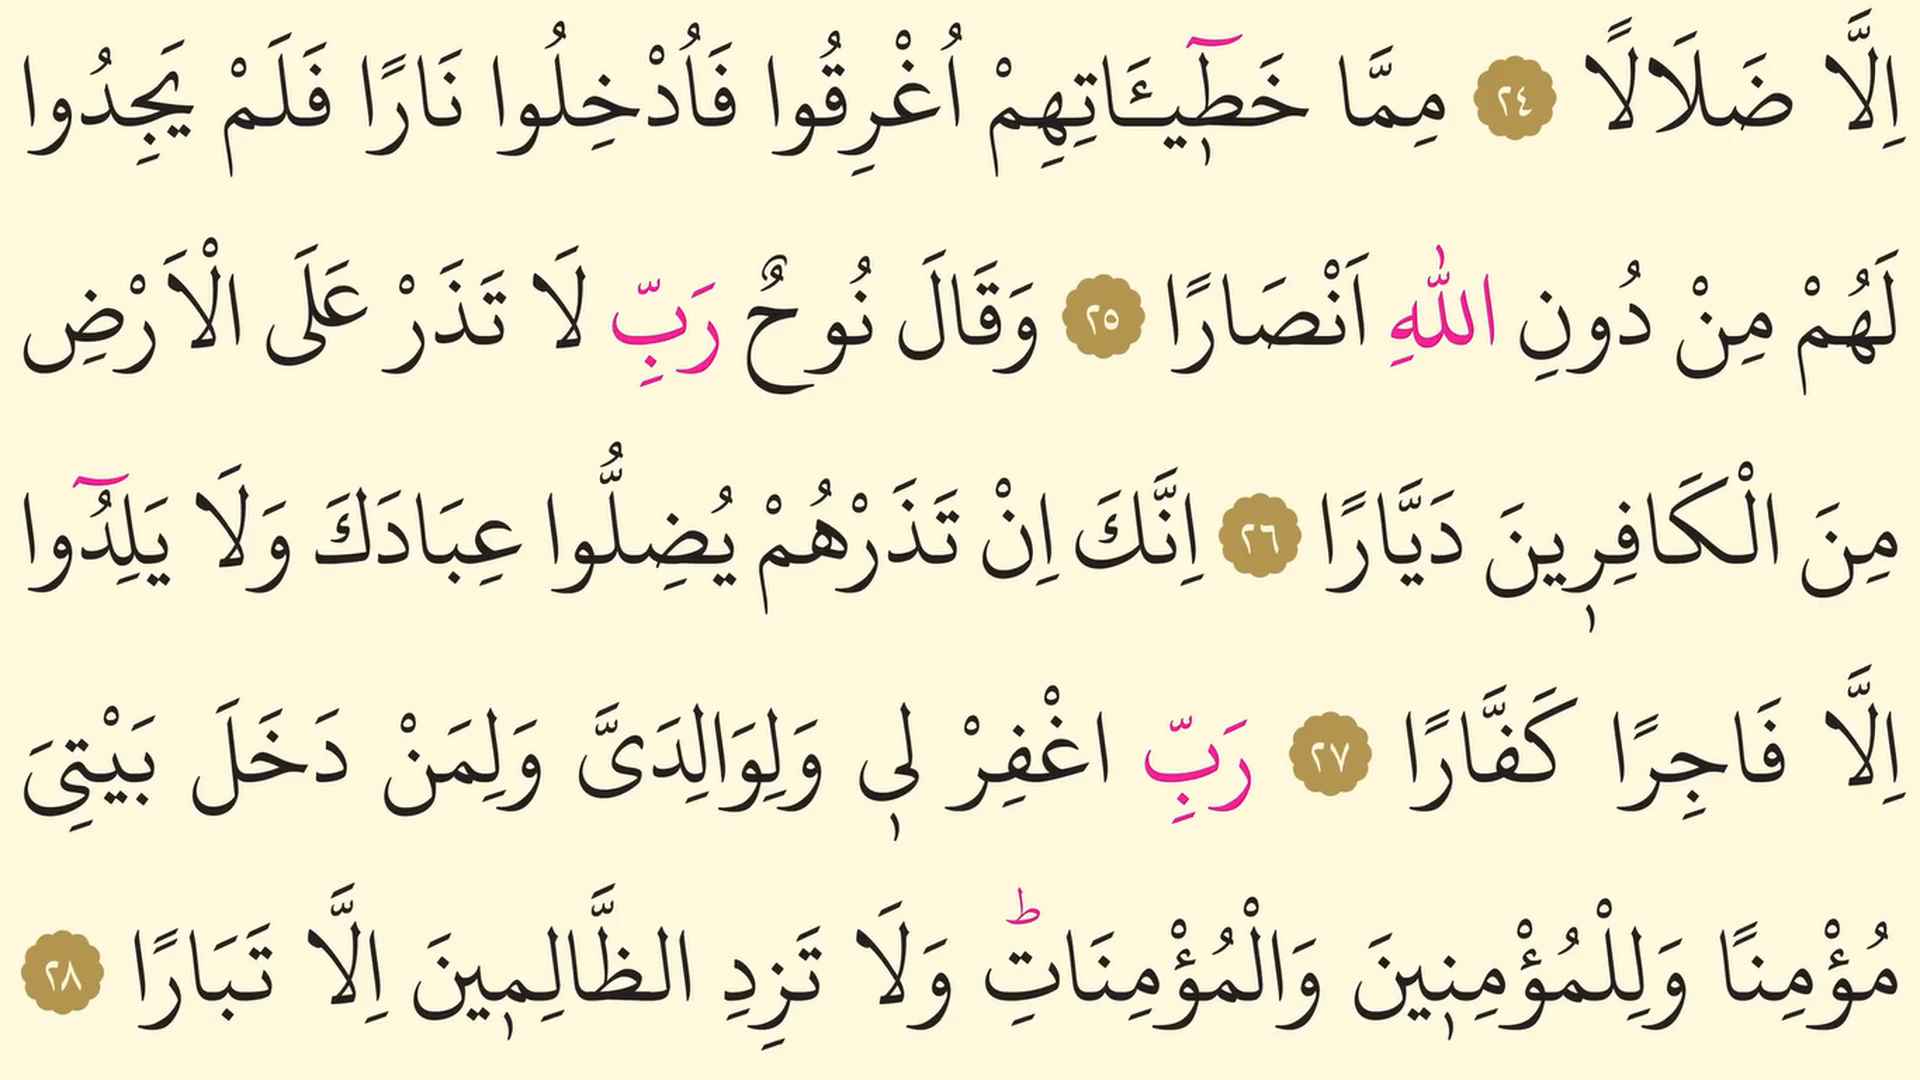 اِلَّا ضَلَالًا ٢٤ مِمَّا خَطٖٓيـَٔاتِهِمْ اُغْرِقُوا فَاُدْخِلُوا نَارًا فَلَمْ يَجِدُوا
لَهُمْ مِنْ دُونِ اللّٰهِ اَنْصَارًا ٢٥ وَقَالَ نُوحٌ رَبِّ لَا تَذَرْ عَلَى الْاَرْضِ
مِنَ الْكَافِرٖينَ دَيَّارًا ٢٦ اِنَّكَ اِنْ تَذَرْهُمْ يُضِلُّوا عِبَادَكَ وَلَا يَلِدُٓوا
اِلَّا فَاجِرًا كَفَّارًا ٢٧ رَبِّ اغْفِرْ لٖى وَلِوَالِدَىَّ وَلِمَنْ دَخَلَ بَيْتِىَ
مُؤْمِنًا وَلِلْمُؤْمِنٖينَ وَالْمُؤْمِنَاتِؕ وَلَا تَزِدِ الظَّالِمٖينَ اِلَّا تَبَارًا ٢٨